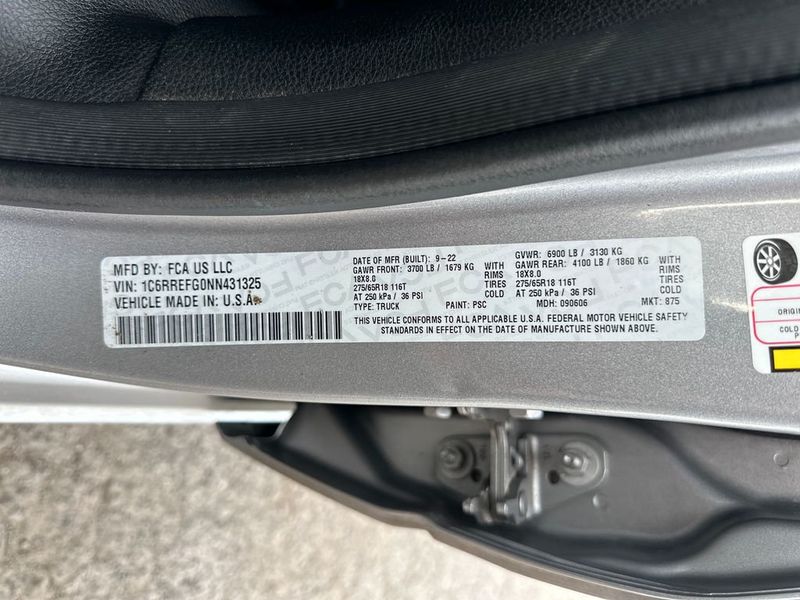 MFD BY: FCA US LLC
VIN: 1C6RREFG0NN431325
VEHICLE MADE IN: U.S.A.
DATE OF MFR (BUILT): 9-22
GAWR FRONT: 3700 LB / 1679 KG WITH
18X8.0 RIMS
275/65R18 116T TIRES
AT 250 kPa / 36 PSI COLD
TYPE: TRUCK PAINT: PSC
GVWR: 6900 LB / 3130 KG
GAWR REAR: 4100 LB / 1860 KG WITH
18X8.0 RIMS
275/65R18 116T TIRES
AT 250 kPa / 36 PSI COLD
MDH: 090606 MKT: 875
THIS VEHICLE CONFORMS TO ALL APPLICABLE U.S.A. FEDERAL MOTOR VEHICLE SAFETY
STANDARDS IN EFFECT ON THE DATE OF MANUFACTURE SHOWN ABOVE.
COLD